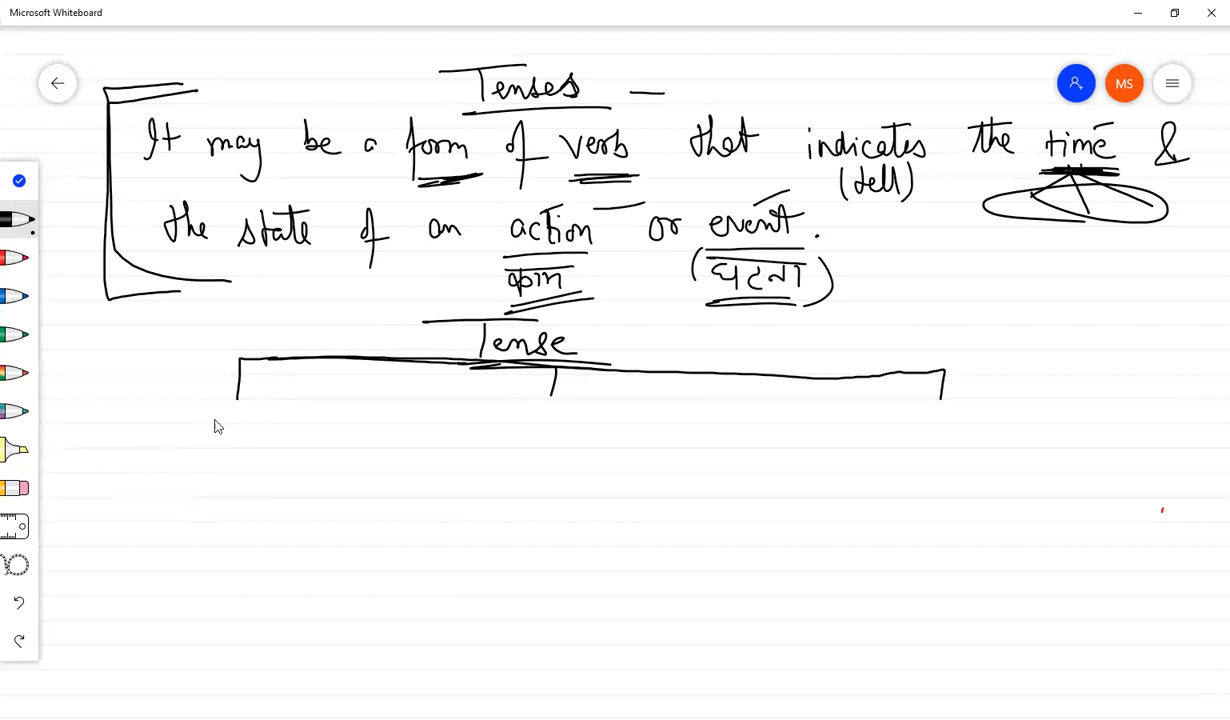 Microsoft Whiteboard
MS
Tenses —
It may be a form of verb that indicates the time &
(tell)
the state of an action or event.
काम
(घटना)
Tense